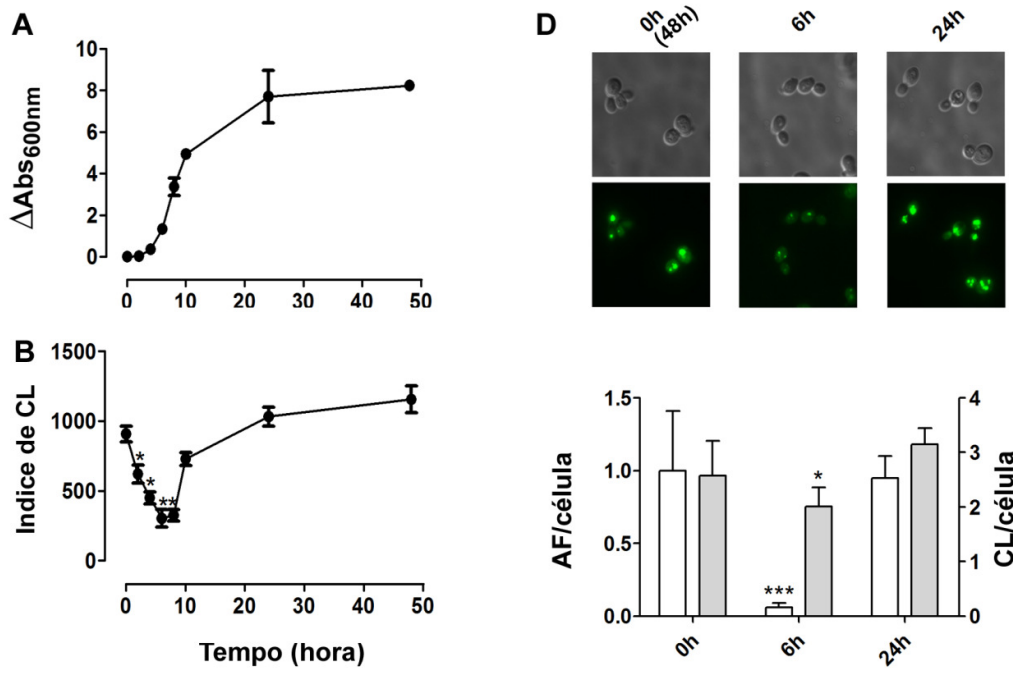 A
ΔAbs600nm
10
8
6
4
2
0
0 10 20 30 40 50
B
Indice de CL
1500
1000
500
0
* * **
0 10 20 30 40 50
Tempo (hora)
D
0h
(48h)
6h
24h
AF/célula
1.5
1.0
0.5
0.0
***
*
CL/célula
4
3
2
1
0
0h
6h
24h